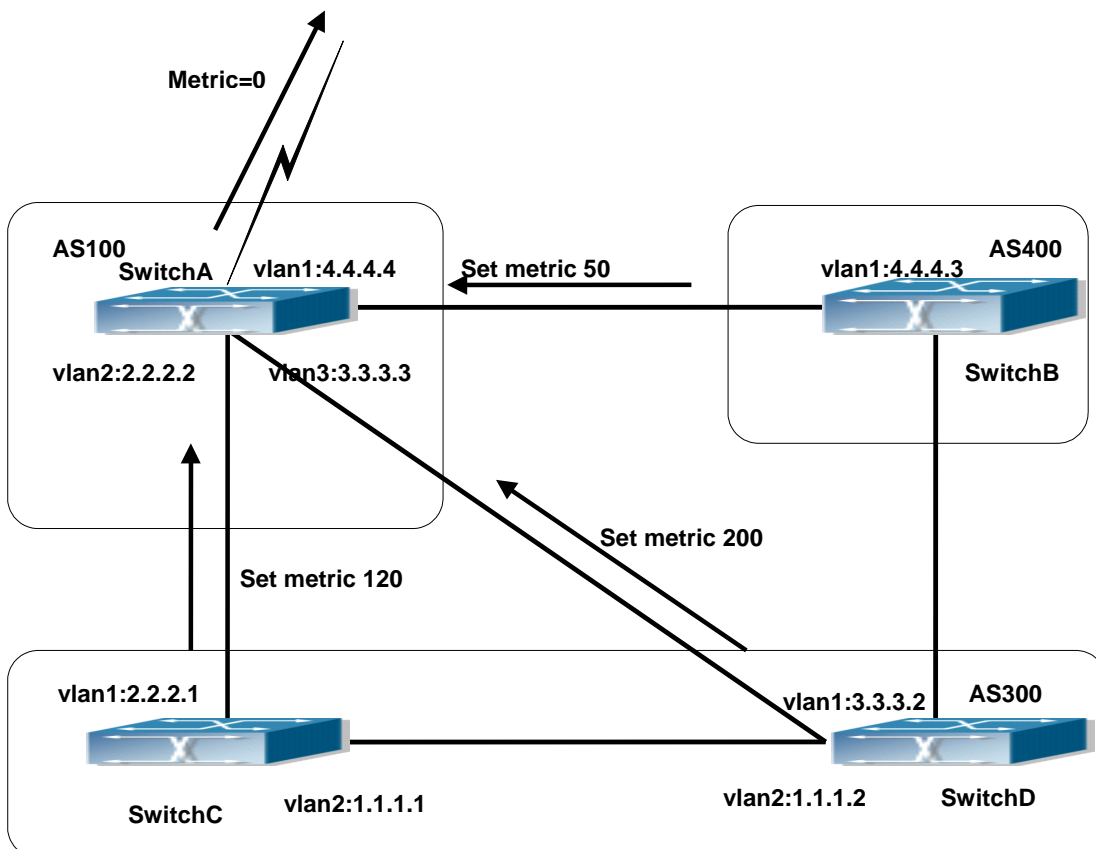 Metric=0
AS100
SwitchA
vlan1:4.4.4.4
Set metric 50
AS400
vlan1:4.4.4.3
vlan2:2.2.2.2
vlan3:3.3.3.3
SwitchB
Set metric 200
Set metric 120
vlan1:2.2.2.1
vlan1:3.3.3.2
AS300
SwitchC
vlan2:1.1.1.1
vlan2:1.1.1.2
SwitchD